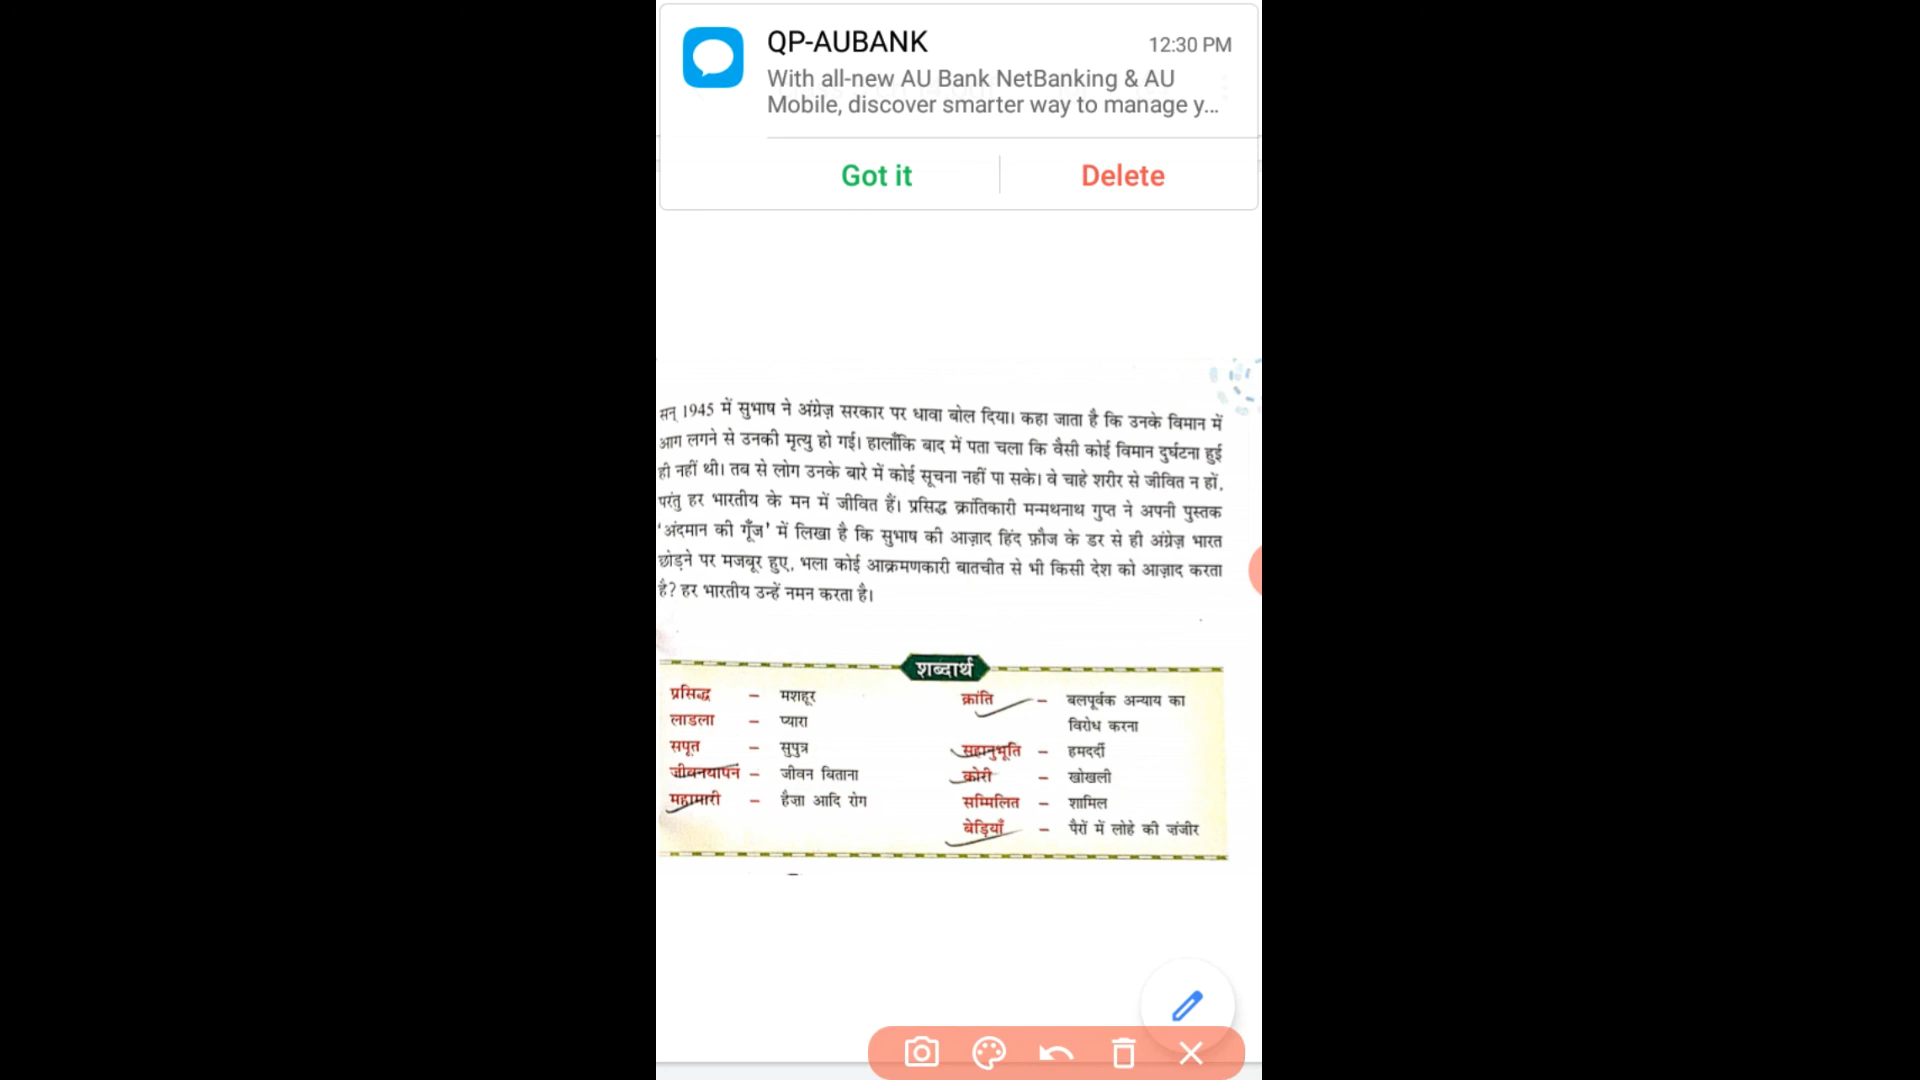 QP-AUBANK
12:30 PM
With all-new AU Bank NetBanking & AU
Mobile, discover smarter way to manage y...
Got it
Delete
सन् 1945 में सुभाष ने अंग्रेज़ सरकार पर धावा बोल दिया। कहा जाता है कि उनके विमान में
आग लगने से उनकी मृत्यु हो गई। हालाँकि बाद में पता चला कि वैसी कोई विमान दुर्घटना हुई
ही नहीं थी। तब से लोग उनके बारे में कोई सूचना नहीं पा सके। वे चाहे शरीर से जीवित न हों,
परंतु हर भारतीय के मन में जीवित हैं। प्रसिद्ध क्रांतिकारी मन्मथनाथ गुप्त ने अपनी पुस्तक
'अंदमान की गूँज' में लिखा है कि सुभाष की आज़ाद हिंद फ़ौज के डर से ही अंग्रेज़ भारत
छोड़ने पर मजबूर हुए, भला कोई आक्रमणकारी बातचीत से भी किसी देश को आज़ाद करता
है? हर भारतीय उन्हें नमन करता है।
शब्दार्थ
प्रसिद्ध – मशहूर
लाडला – प्यारा
सपूत – सुपुत्र
जीवनयापन – जीवन बिताना
महामारी – हैज़ा आदि रोग
क्रांति – बलपूर्वक अन्याय का
विरोध करना
सहानुभूति – हमदर्दी
कोरी – खोखली
सम्मिलित – शामिल
बेड़ियाँ – पैरों में लोहे की ज़ंजीर